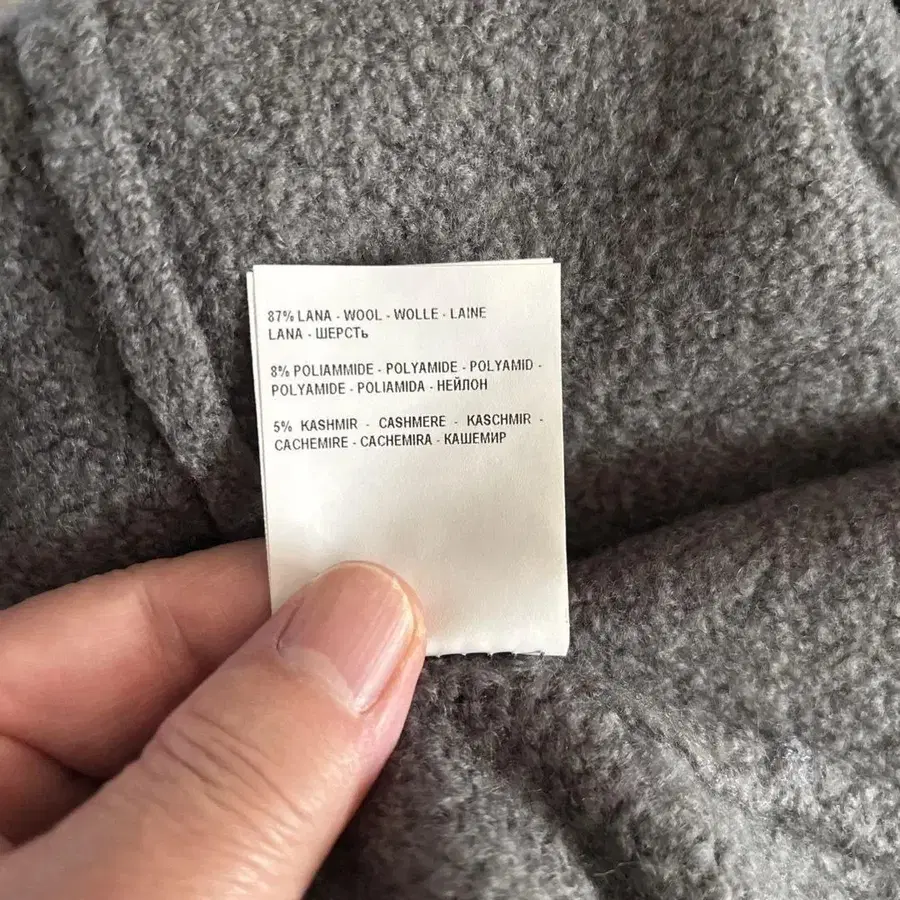 87% LANA - WOOL - WOLLE - LAINE
LANA - ШЕРСТЬ
8% POLIAMMIDE - POLYAMIDE - POLYAMID -
POLYAMIDE - POLIAMIDA - НЕЙЛОН
5% KASHMIR - CASHMERE - KASCHMIR -
CACHEMIRE - CACHEMIRA - КАШЕМИР